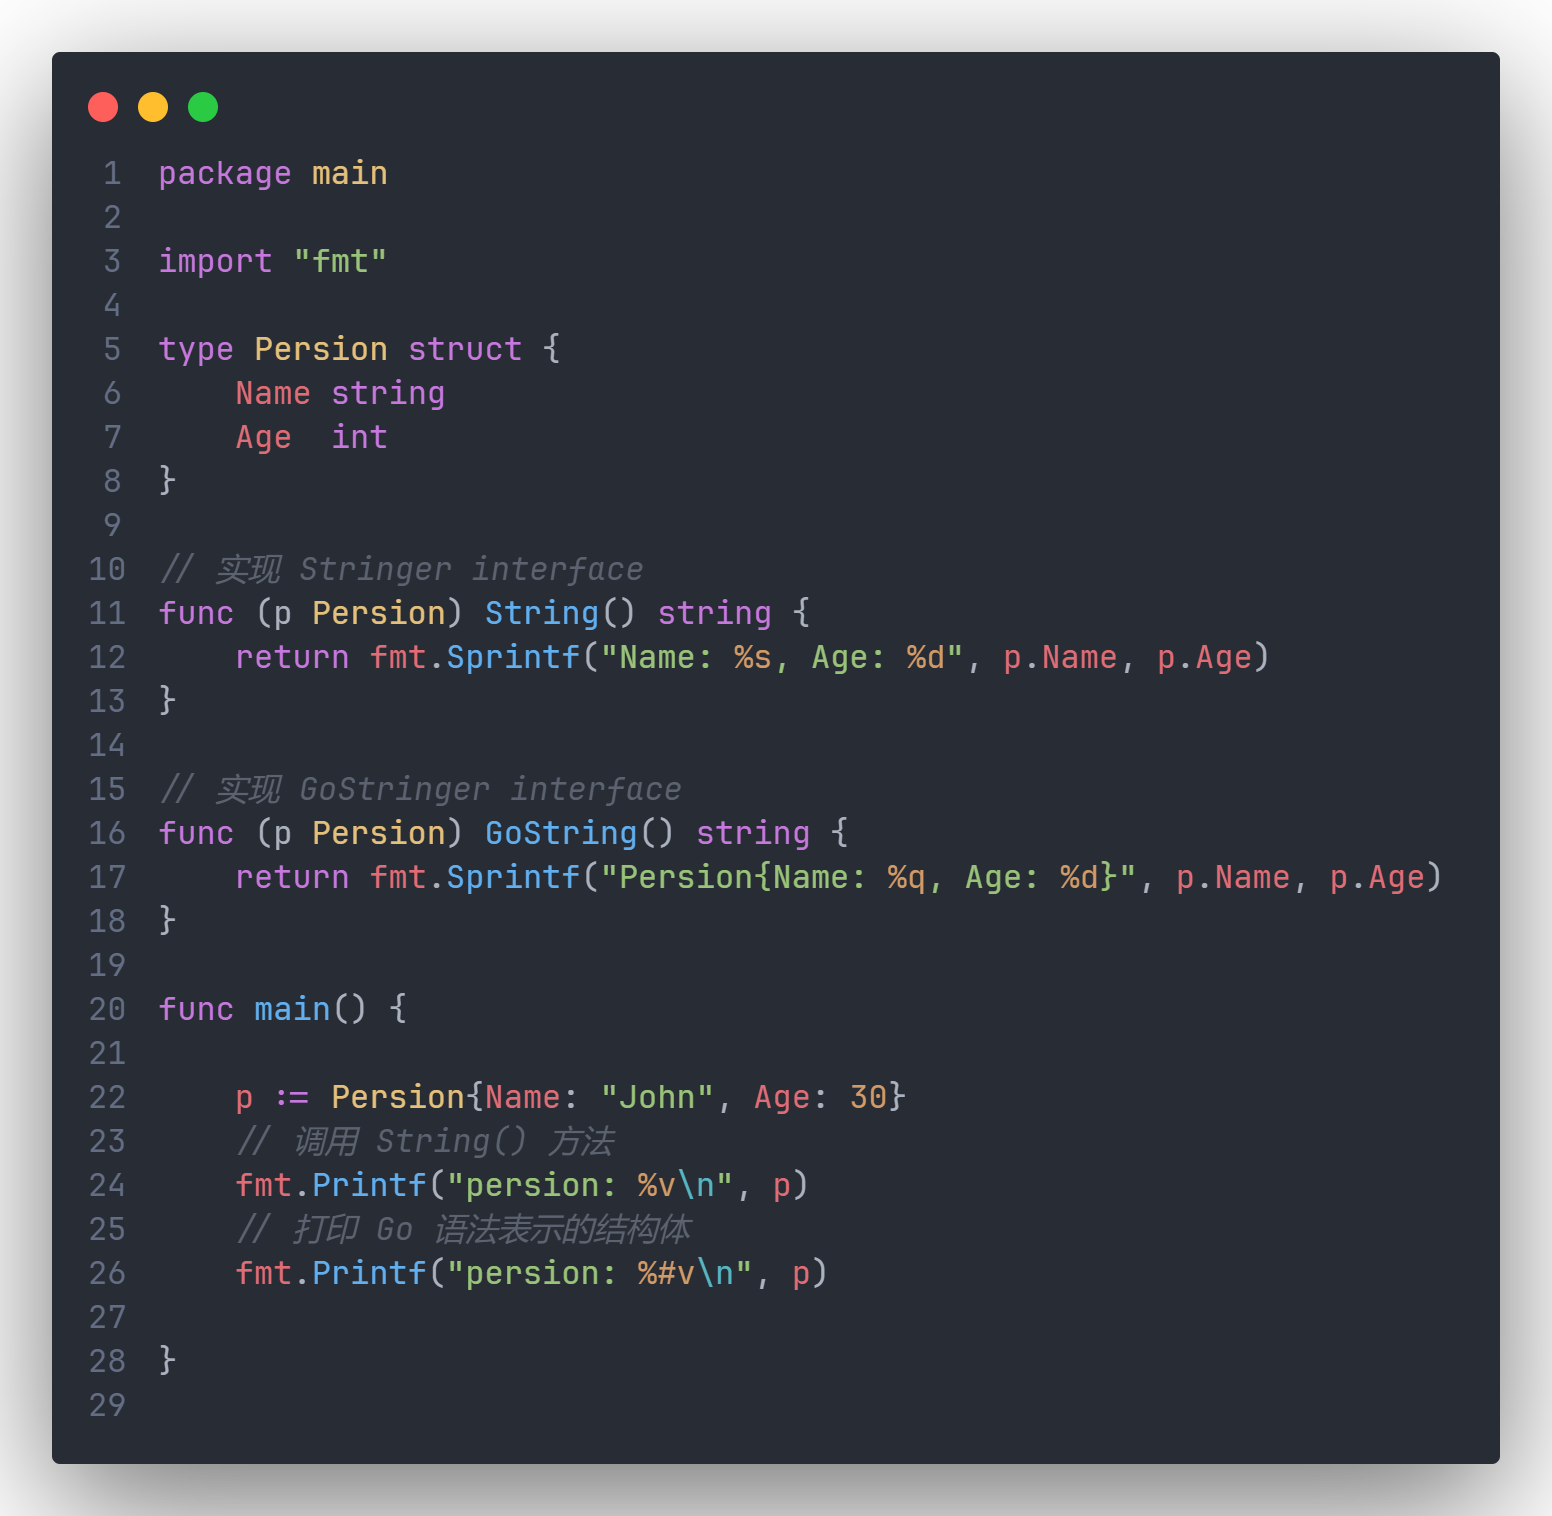 1 package main
2
3 import "fmt"
4
5 type Persion struct {
6     Name string
7     Age  int
8 }
9
10 // 实现 Stringer interface
11 func (p Persion) String() string {
12     return fmt.Sprintf("Name: %s, Age: %d", p.Name, p.Age)
13 }
14
15 // 实现 GoStringer interface
16 func (p Persion) GoString() string {
17     return fmt.Sprintf("Persion{Name: %q, Age: %d}", p.Name, p.Age)
18 }
19
20 func main() {
21
22     p := Persion{Name: "John", Age: 30}
23     // 调用 String() 方法
24     fmt.Printf("persion: %v\n", p)
25     // 打印 Go 语法表示的结构体
26     fmt.Printf("persion: %#v\n", p)
27
28 }
29